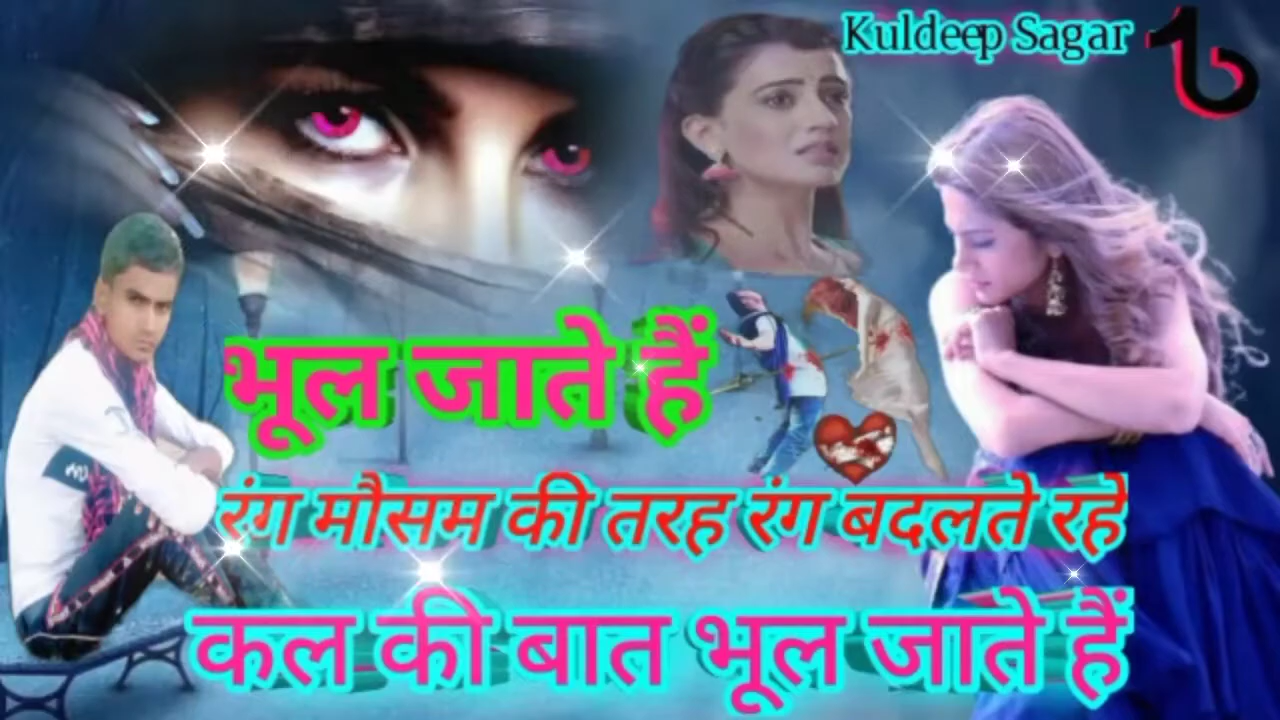 Kuldeep Sagar
भूल जाते हैं
रंग मौसम की तरह रंग बदलते रहे
कल की बात भूल जाते हैं